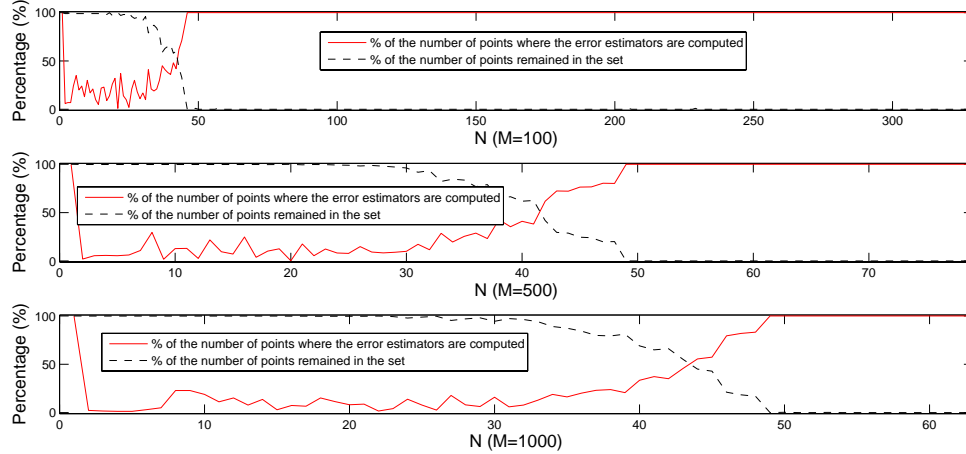 Percentage (%)
100
50
0
% of the number of points where the error estimators are computed
% of the number of points remained in the set
0 50 100 150 200 250 300
N (M=100)
Percentage (%)
100
50
0
% of the number of points where the error estimators are computed
% of the number of points remained in the set
0 10 20 30 40 50 60 70
N (M=500)
Percentage (%)
100
50
0
% of the number of points where the error estimators are computed
% of the number of points remained in the set
0 10 20 30 40 50 60
N (M=1000)